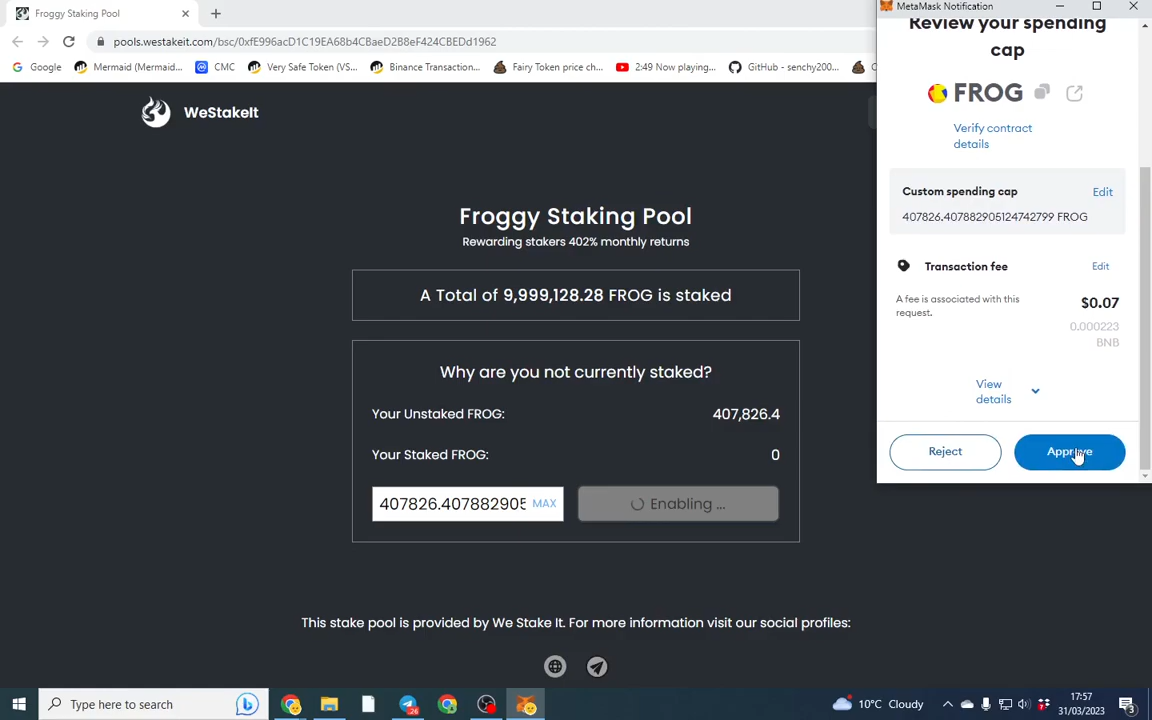 Froggy Staking Pool
pools.westakeit.com/bsc/0xfE996acD1C19EA68b4CBaeD2B8eF424CBEDd1962
Google
Mermaid (Mermaid...
CMC
Very Safe Token (VS...
Binance Transaction...
Fairy Token price ch...
2:49 Now playing...
GitHub - senchy200...
WeStakeIt
Froggy Staking Pool
Rewarding stakers 402% monthly returns
A Total of 9,999,128.28 FROG is staked
Why are you not currently staked?
Your Unstaked FROG: 407,826.4
Your Staked FROG: 0
407826.407882905 MAX
Enabling ...
This stake pool is provided by We Stake It. For more information visit our social profiles:
MetaMask Notification
Review your spending
cap
FROG
Verify contract
details
Custom spending cap Edit
407826.407882905124742799 FROG
Transaction fee Edit
A fee is associated with this
request.
$0.07
0.000223
BNB
View
details
Reject
Approve
Type here to search
24
10°C Cloudy
17:57
31/03/2023
3